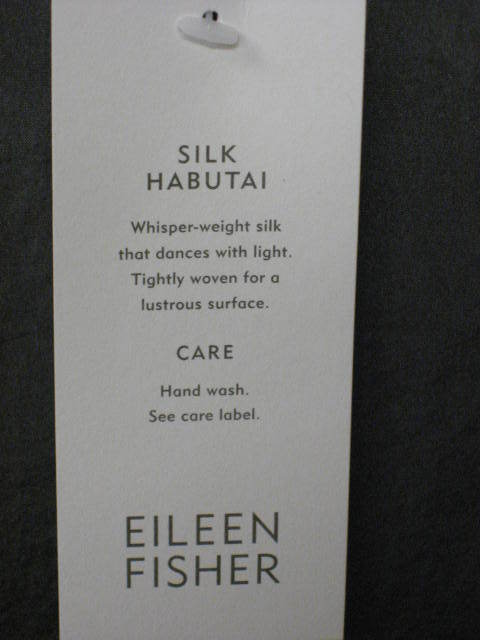 SILK
HABUTAI
Whisper-weight silk
that dances with light.
Tightly woven for a
lustrous surface.
CARE
Hand wash.
See care label.
EILEEN
FISHER